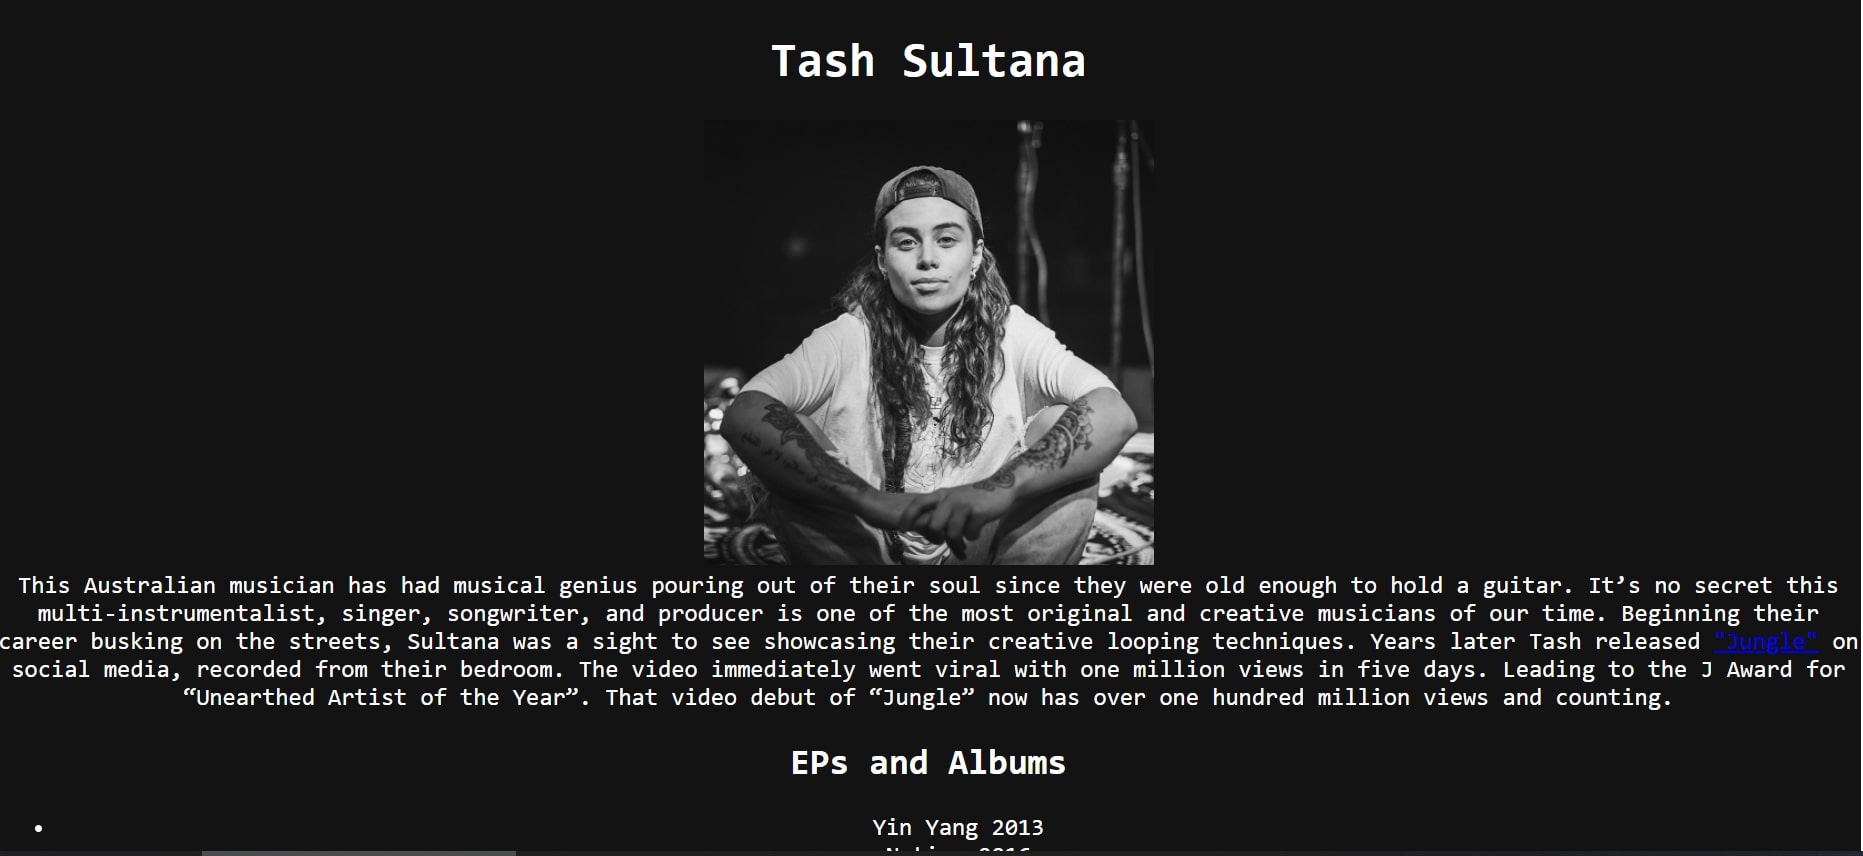 Tash Sultana
This Australian musician has had musical genius pouring out of their soul since they were old enough to hold a guitar. It’s no secret this
multi-instrumentalist, singer, songwriter, and producer is one of the most original and creative musicians of our time. Beginning their
career busking on the streets, Sultana was a sight to see showcasing their creative looping techniques. Years later Tash released "Jungle" on
social media, recorded from their bedroom. The video immediately went viral with one million views in five days. Leading to the J Award for
“Unearthed Artist of the Year”. That video debut of “Jungle” now has over one hundred million views and counting.
EPs and Albums
• Yin Yang 2013